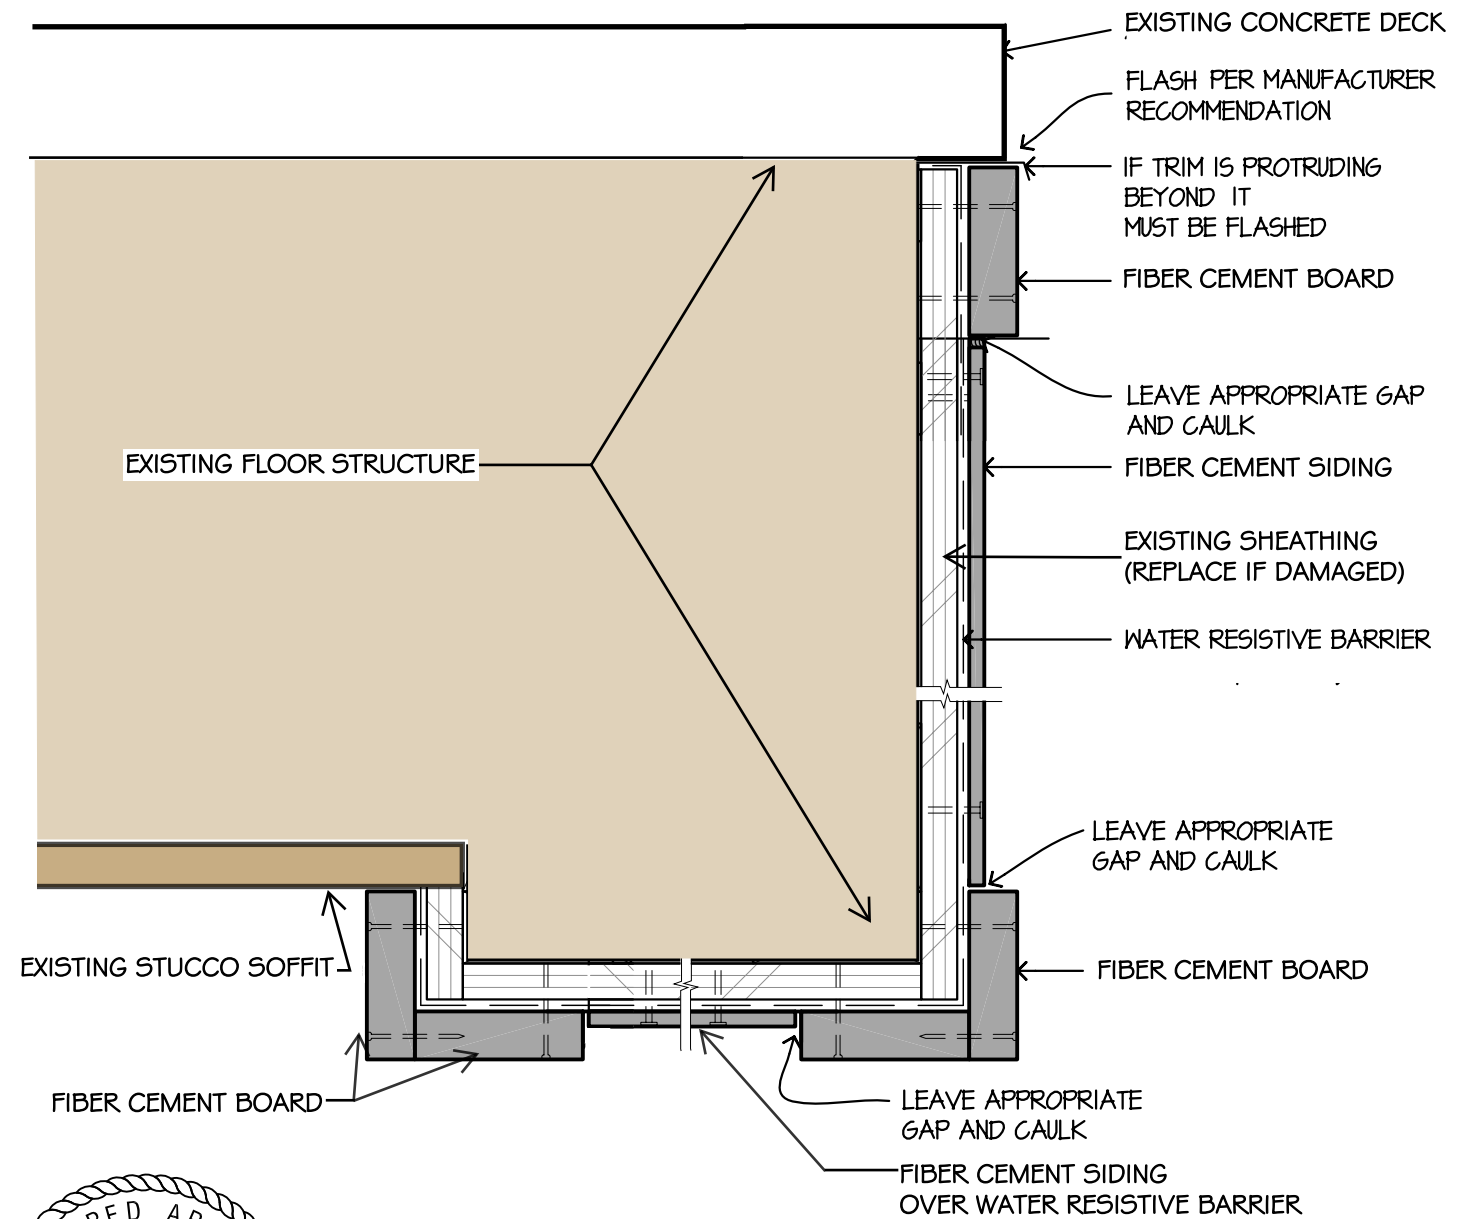 EXISTING CONCRETE DECK
FLASH PER MANUFACTURER
RECOMMENDATION
IF TRIM IS PROTRUDING
BEYOND IT
MUST BE FLASHED
FIBER CEMENT BOARD
LEAVE APPROPRIATE GAP
AND CAULK
FIBER CEMENT SIDING
EXISTING FLOOR STRUCTURE
EXISTING SHEATHING
(REPLACE IF DAMAGED)
WATER RESISTIVE BARRIER
LEAVE APPROPRIATE
GAP AND CAULK
EXISTING STUCCO SOFFIT
FIBER CEMENT BOARD
FIBER CEMENT BOARD
LEAVE APPROPRIATE
GAP AND CAULK
FIBER CEMENT SIDING
OVER WATER RESISTIVE BARRIER